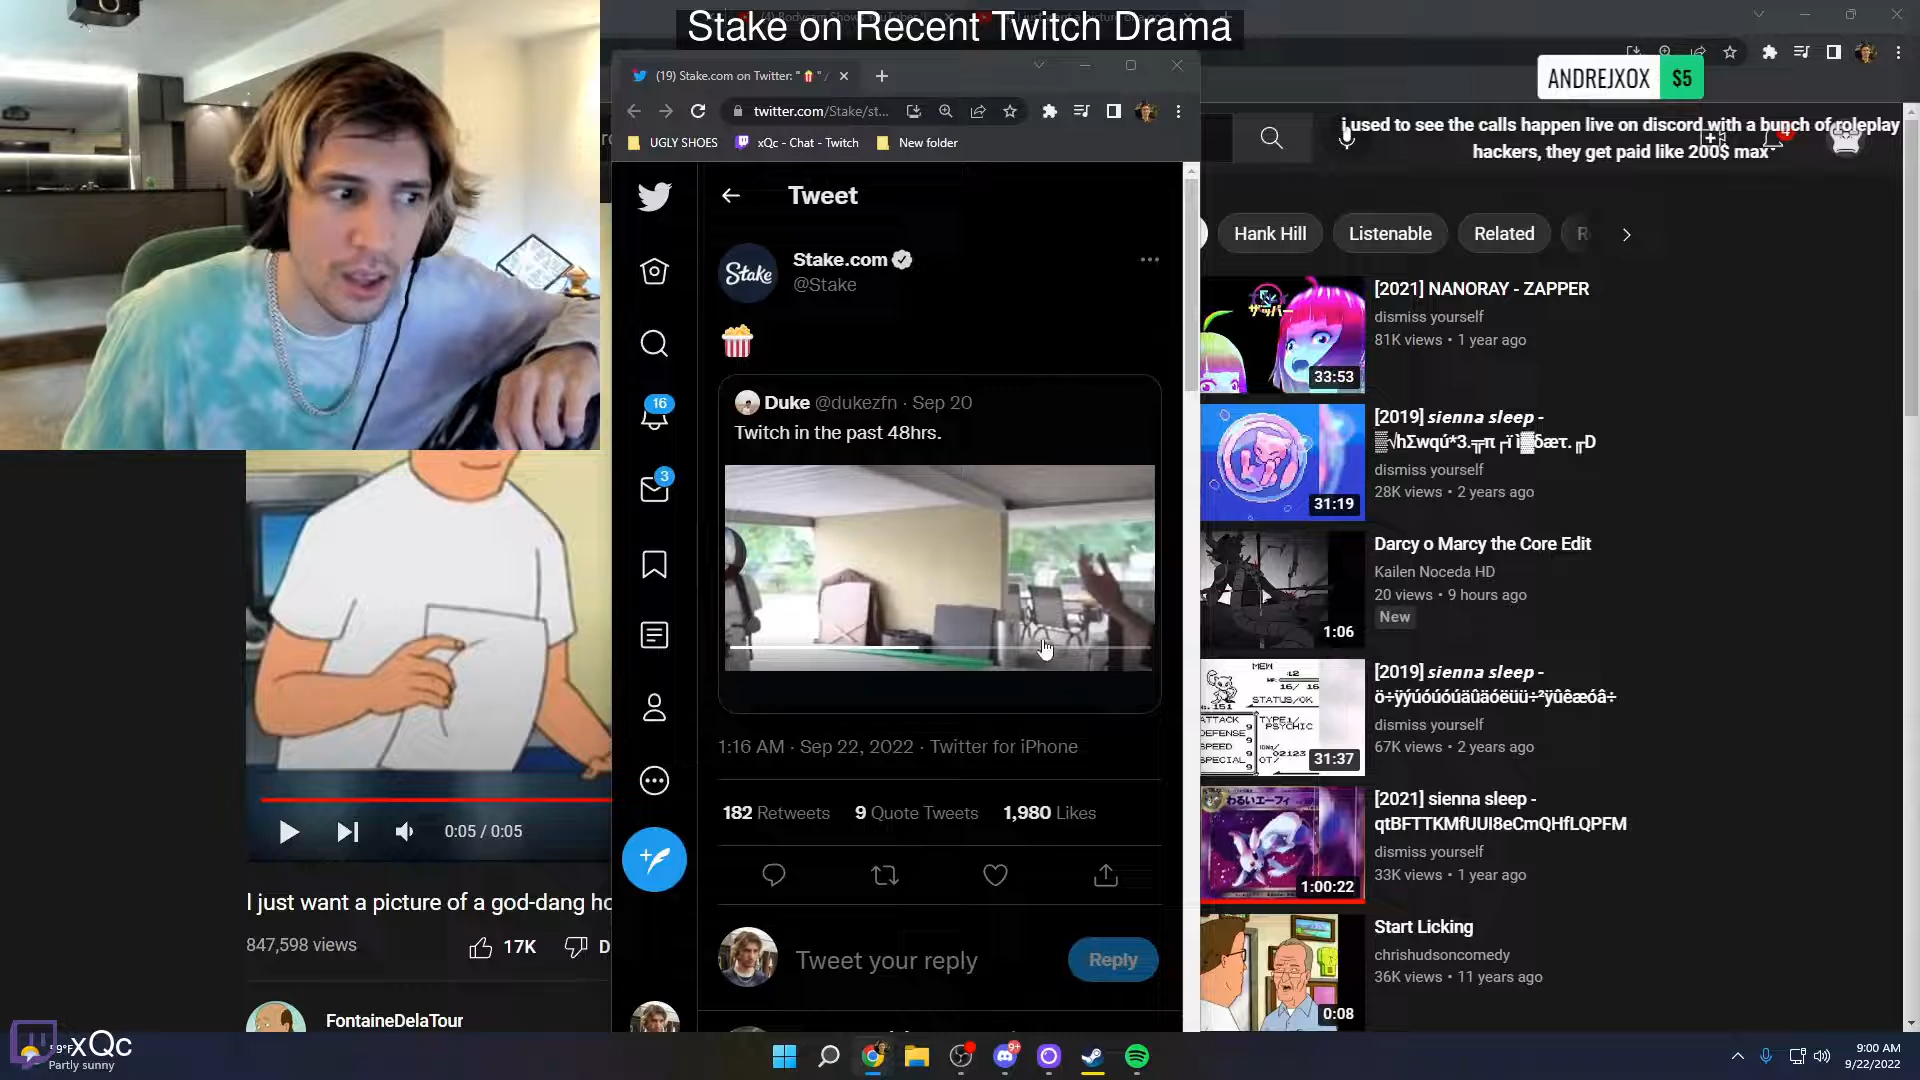 Stake on Recent Twitch Drama
(19) Stake.com on Twitter: "🍿" /
twitter.com/Stake/st...
UGLY SHOES
xQc - Chat - Twitch
New folder
ANDREJXOX $5
i used to see the calls happen live on discord with a bunch of roleplay
hackers, they get paid like 200$ max
Tweet
Stake
Stake.com
@Stake
🍿
Duke @dukezfn · Sep 20
Twitch in the past 48hrs.
16
3
1:16 AM · Sep 22, 2022 · Twitter for iPhone
182 Retweets 9 Quote Tweets 1,980 Likes
Tweet your reply
Reply
0:05 / 0:05
I just want a picture of a god-dang
847,598 views
17K
D
FontaineDelaTour
Hank Hill
Listenable
Related
[2021] NANORAY - ZAPPER
dismiss yourself
81K views • 1 year ago
33:53
[2019] sienna sleep -
dismiss yourself
28K views • 2 years ago
31:19
Darcy o Marcy the Core Edit
Kailen Noceda HD
20 views • 9 hours ago
New
1:06
[2019] sienna sleep -
dismiss yourself
67K views • 2 years ago
31:37
[2021] sienna sleep -
qtBFTTKMfUUI8eCmQHfLQPFM
dismiss yourself
33K views • 1 year ago
1:00:22
Start Licking
chrishudsoncomedy
36K views • 11 years ago
0:08
xQc
Partly sunny
9+
9:00 AM
9/22/2022